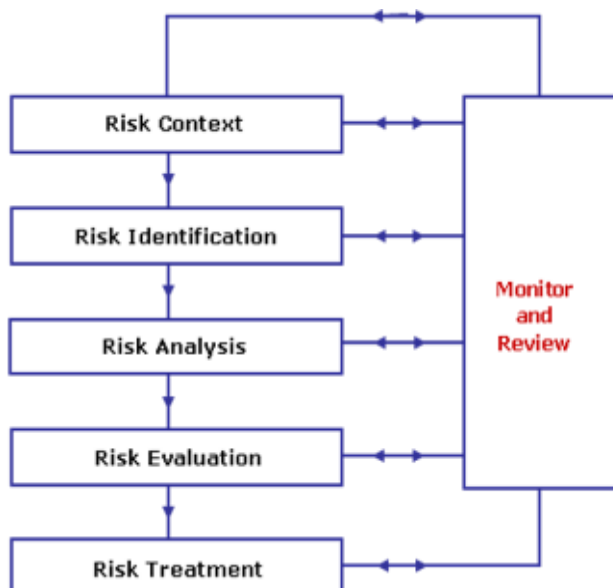 Risk Context
Risk Identification
Risk Analysis
Risk Evaluation
Risk Treatment
Monitor
and
Review